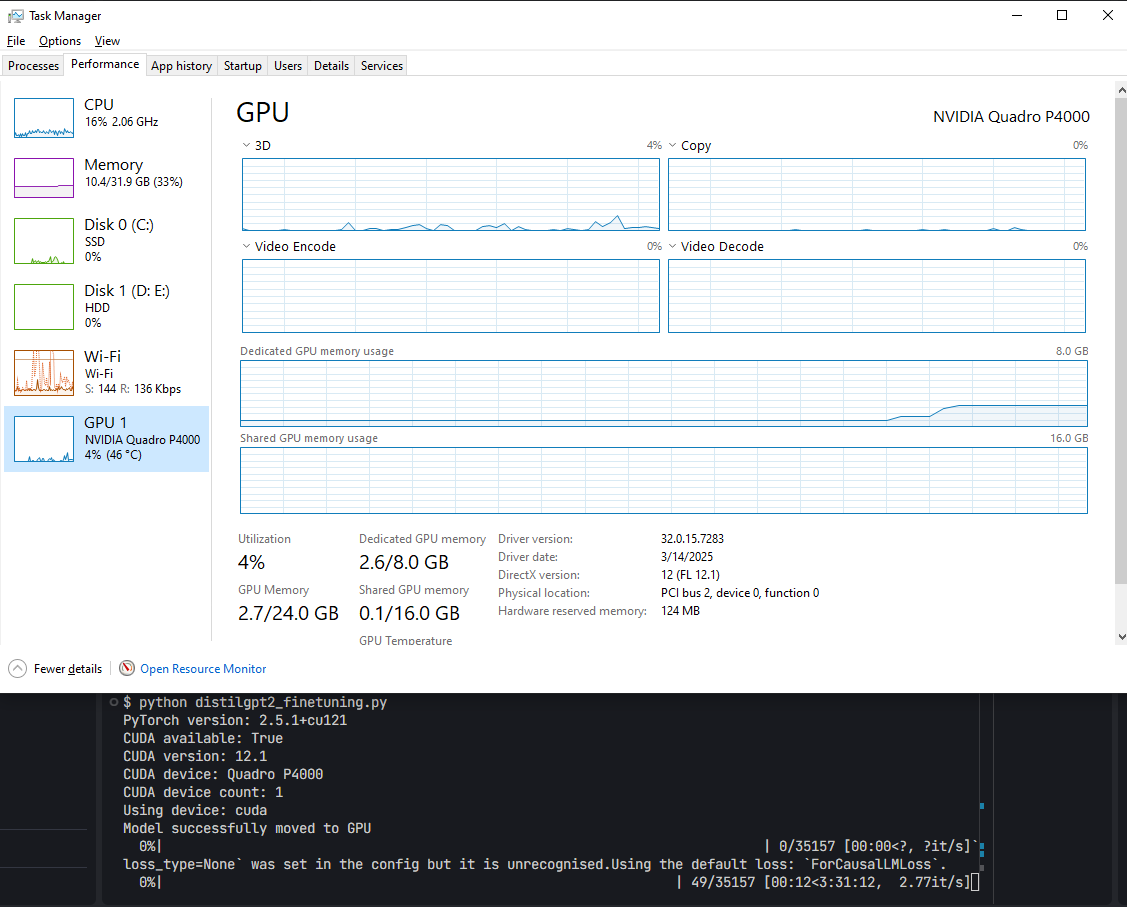 Task Manager
File Options View
Processes Performance App history Startup Users Details Services
CPU
16% 2.06 GHz
Memory
10.4/31.9 GB (33%)
Disk 0 (C:)
SSD
0%
Disk 1 (D: E:)
HDD
0%
Wi-Fi
Wi-Fi
S: 144 R: 136 Kbps
GPU 1
NVIDIA Quadro P4000
4% (46 °C)
GPU
NVIDIA Quadro P4000
3D 4%
Copy 0%
Video Encode 0%
Video Decode 0%
Dedicated GPU memory usage 8.0 GB
Shared GPU memory usage 16.0 GB
Utilization
4%
Dedicated GPU memory
2.6/8.0 GB
GPU Memory
2.7/24.0 GB
Shared GPU memory
0.1/16.0 GB
GPU Temperature
Driver version: 32.0.15.7283
Driver date: 3/14/2025
DirectX version: 12 (FL 12.1)
Physical location: PCI bus 2, device 0, function 0
Hardware reserved memory: 124 MB
Fewer details
Open Resource Monitor
$ python distilgpt2_finetuning.py
PyTorch version: 2.5.1+cu121
CUDA available: True
CUDA version: 12.1
CUDA device: Quadro P4000
CUDA device count: 1
Using device: cuda
Model successfully moved to GPU
0%| | 0/35157 [00:00<?, ?it/s]`
loss_type=None` was set in the config but it is unrecognised.Using the default loss: `ForCausalLMLoss`.
0%| | 49/35157 [00:12<3:31:12, 2.77it/s]